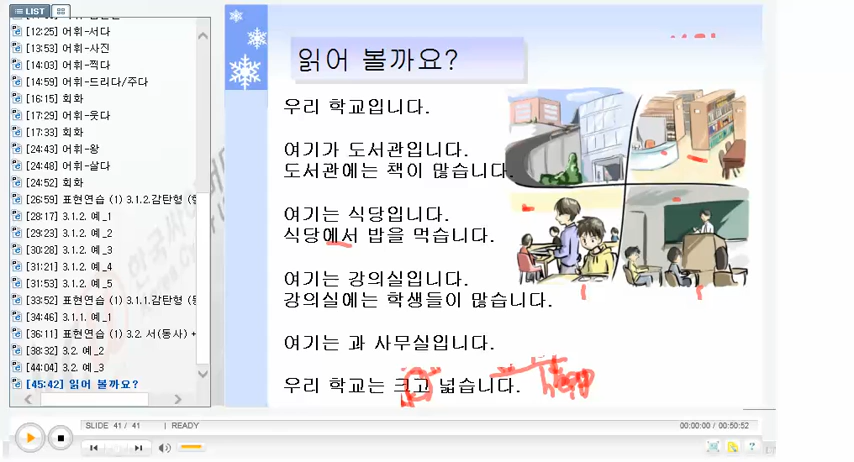 LIST
[12:25] 어휘-서다
[13:53] 어휘-사진
[14:03] 어휘-찍다
[14:59] 어휘-드리다/주다
[16:15] 회화
[17:29] 어휘-웃다
[17:33] 회화
[24:43] 어휘-왕
[24:48] 어휘-살다
[24:52] 회화
[26:59] 표현연습 (1) 3.1.2.감탄형 (형
[28:17] 3.1.2. 예_1
[29:23] 3.1.2. 예_2
[30:28] 3.1.2. 예_3
[31:21] 3.1.2. 예_4
[31:53] 3.1.2. 예_5
[33:52] 표현연습 (1) 3.1.1.감탄형 (동
[34:46] 3.1.1. 예_1
[36:11] 표현연습 (1) 3.2. 서(동사) +
[38:32] 3.2. 예_2
[44:04] 3.2. 예_3
[45:42] 읽어 볼까요?
읽어 볼까요?
우리 학교입니다.
여기가 도서관입니다.
도서관에는 책이 많습니다.
여기는 식당입니다.
식당에서 밥을 먹습니다.
여기는 강의실입니다.
강의실에는 학생들이 많습니다.
여기는 과 사무실입니다.
우리 학교는 크고 넓습니다.
SLIDE 41 / 41 | READY
00:00:00 / 00:50:52